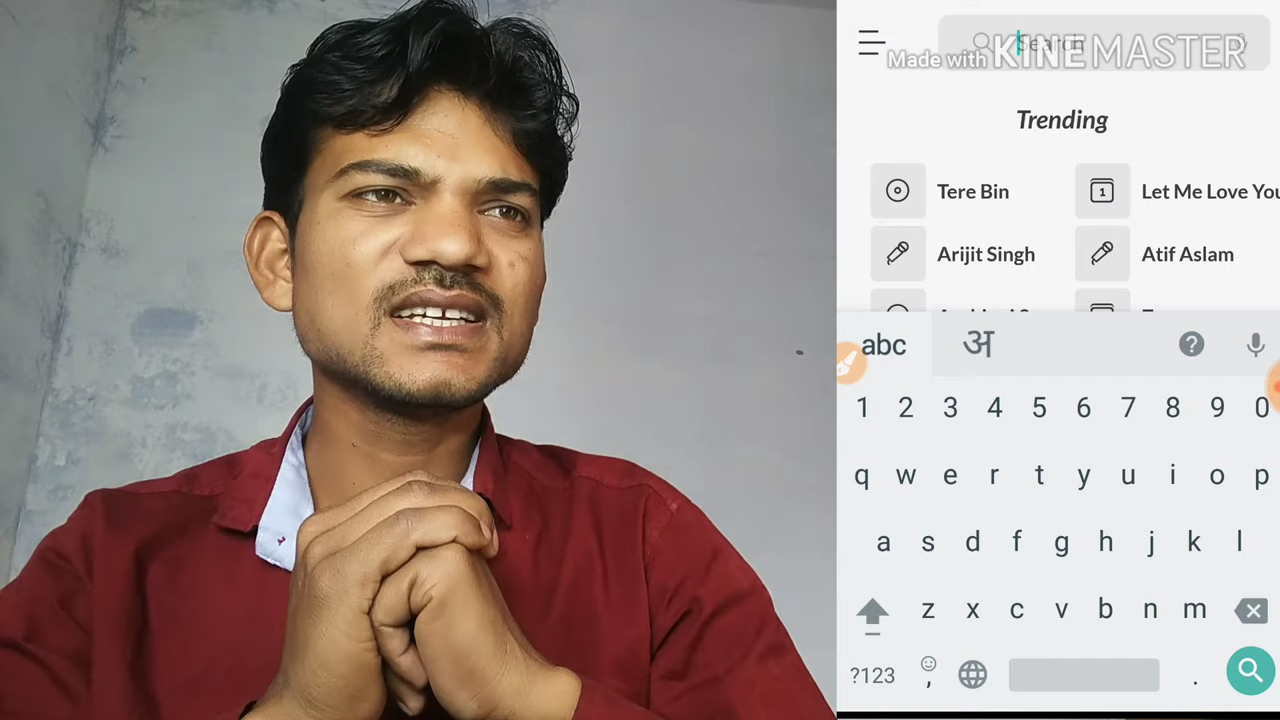 Search
Made with KINEMASTER
Trending
Tere Bin
Let Me Love You
Arijit Singh
Atif Aslam
abc अ ?
1 2 3 4 5 6 7 8 9 0
q w e r t y u i o p
a s d f g h j k l
z x c v b n m
?123 , .